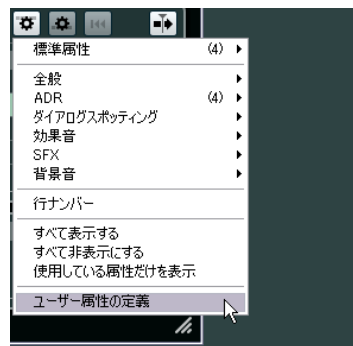 標準属性 (4)
全般
ADR (4)
ダイアログスポッティング
効果音
SFX
背景音
行ナンバー
すべて表示する
すべて非表示にする
使用している属性だけを表示
ユーザー属性の定義